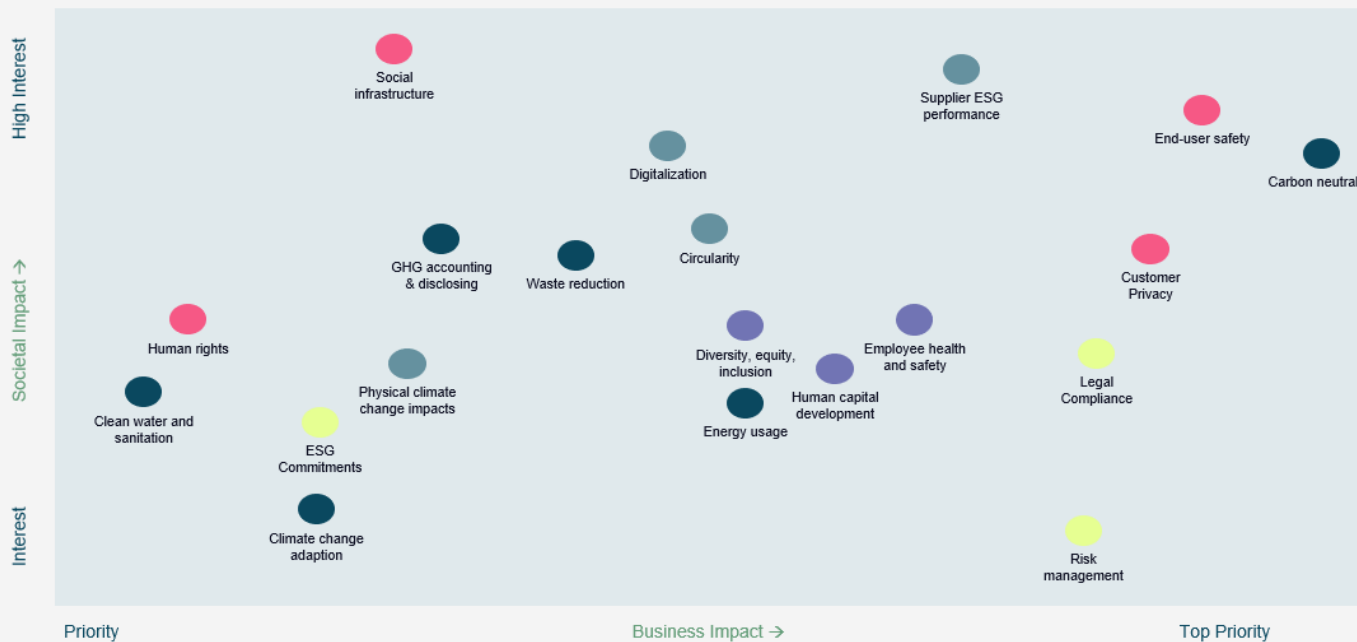 High Interest
Societal Impact →
Interest
Social
infrastructure
Supplier ESG
performance
End-user safety
Carbon neutral
Digitalization
Circularity
GHG accounting
& disclosing
Waste reduction
Customer
Privacy
Human rights
Physical climate
change impacts
Diversity, equity,
inclusion
Employee health
and safety
Human capital
development
Legal
Compliance
Clean water and
sanitation
Energy usage
ESG
Commitments
Climate change
adaption
Risk
management
Priority
Business Impact →
Top Priority